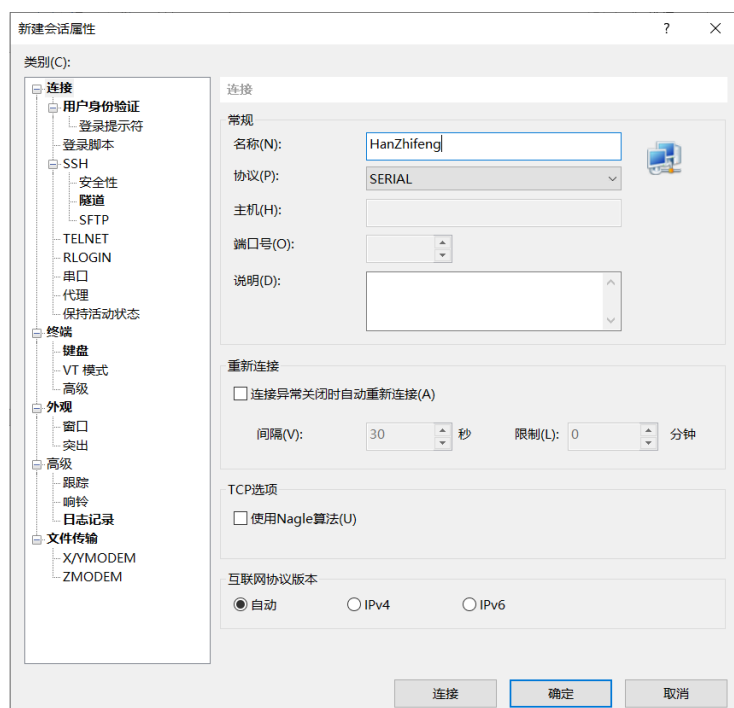 新建会话属性
类别(C):
连接
用户身份验证
登录提示符
登录脚本
SSH
安全性
隧道
SFTP
TELNET
RLOGIN
串口
代理
保持活动状态
终端
键盘
VT 模式
高级
外观
窗口
突出
高级
跟踪
响铃
日志记录
文件传输
X/YMODEM
ZMODEM
连接
常规
名称(N): HanZhifeng
协议(P): SERIAL
主机(H):
端口号(O):
说明(D):
重新连接
连接异常关闭时自动重新连接(A)
间隔(V): 30 秒 限制(L): 0 分钟
TCP选项
使用Nagle算法(U)
互联网协议版本
自动 IPv4 IPv6
连接 确定 取消